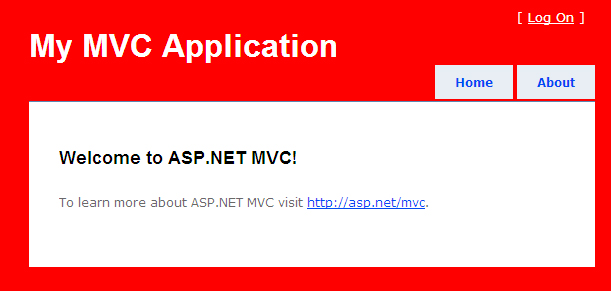 [ Log On ]
My MVC Application
Home About
Welcome to ASP.NET MVC!
To learn more about ASP.NET MVC visit http://asp.net/mvc.